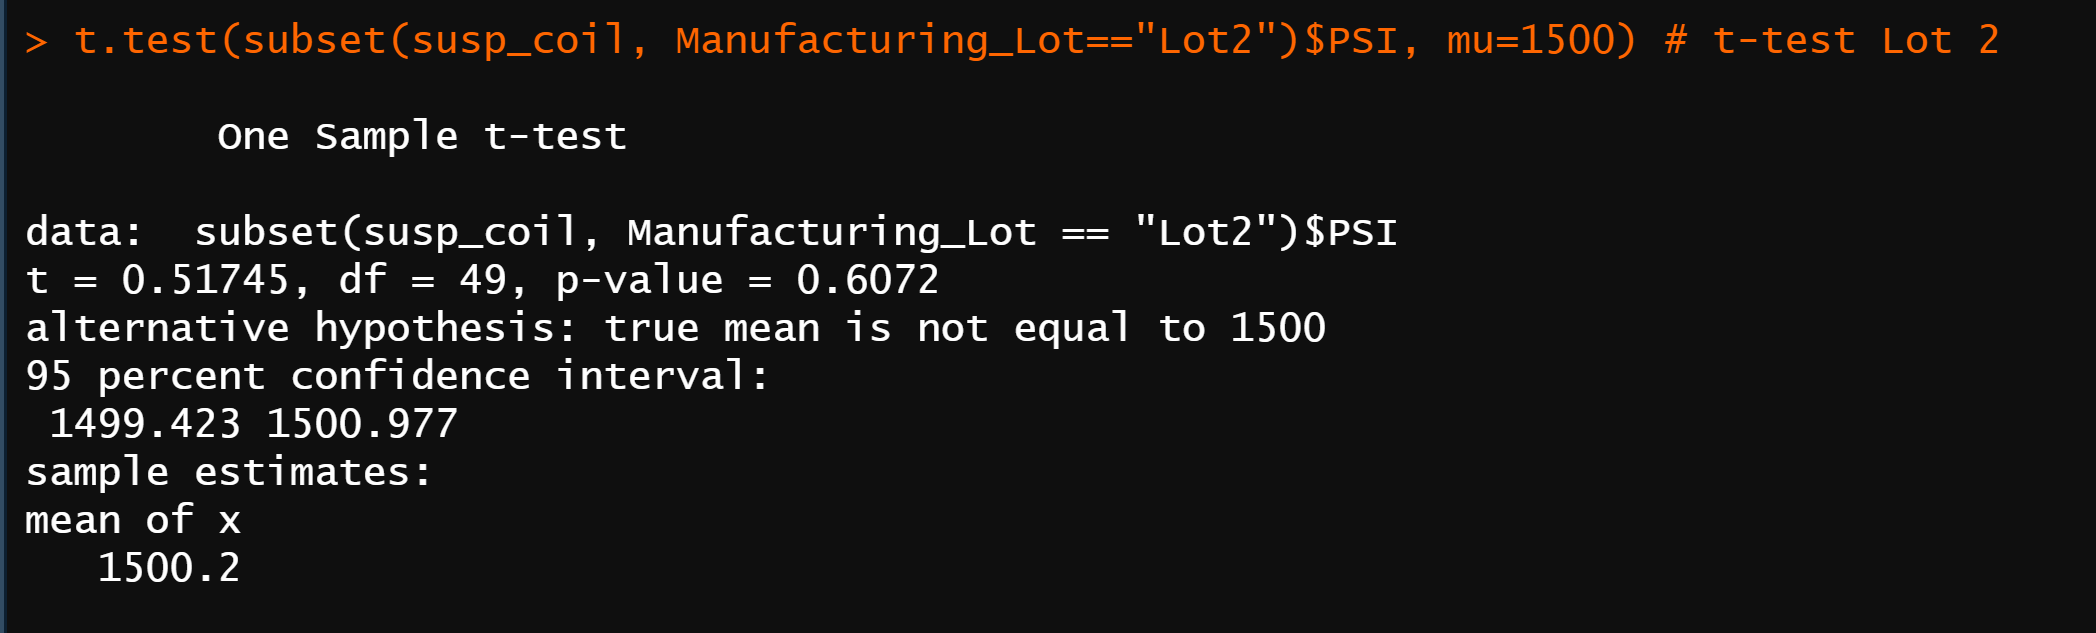 > t.test(subset(susp_coil, Manufacturing_Lot=="Lot2")$PSI, mu=1500) # t-test Lot 2
One Sample t-test
data:  subset(susp_coil, Manufacturing_Lot == "Lot2")$PSI
t = 0.51745, df = 49, p-value = 0.6072
alternative hypothesis: true mean is not equal to 1500
95 percent confidence interval:
1499.423 1500.977
sample estimates:
mean of x
1500.2